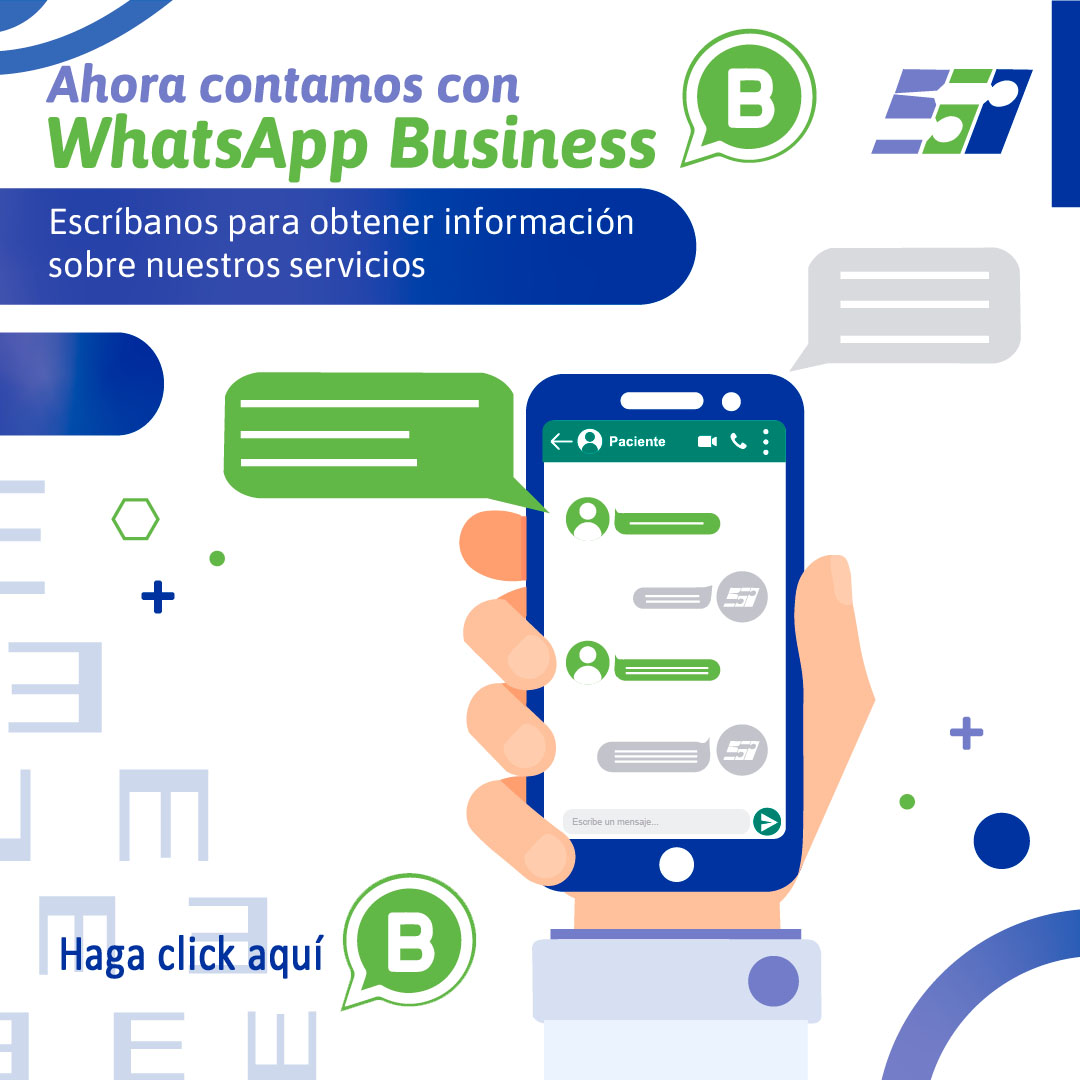 Ahora contamos con
WhatsApp Business
B
Escríbanos para obtener información
sobre nuestros servicios
Paciente
Escribe un mensaje...
Haga click aquí
B